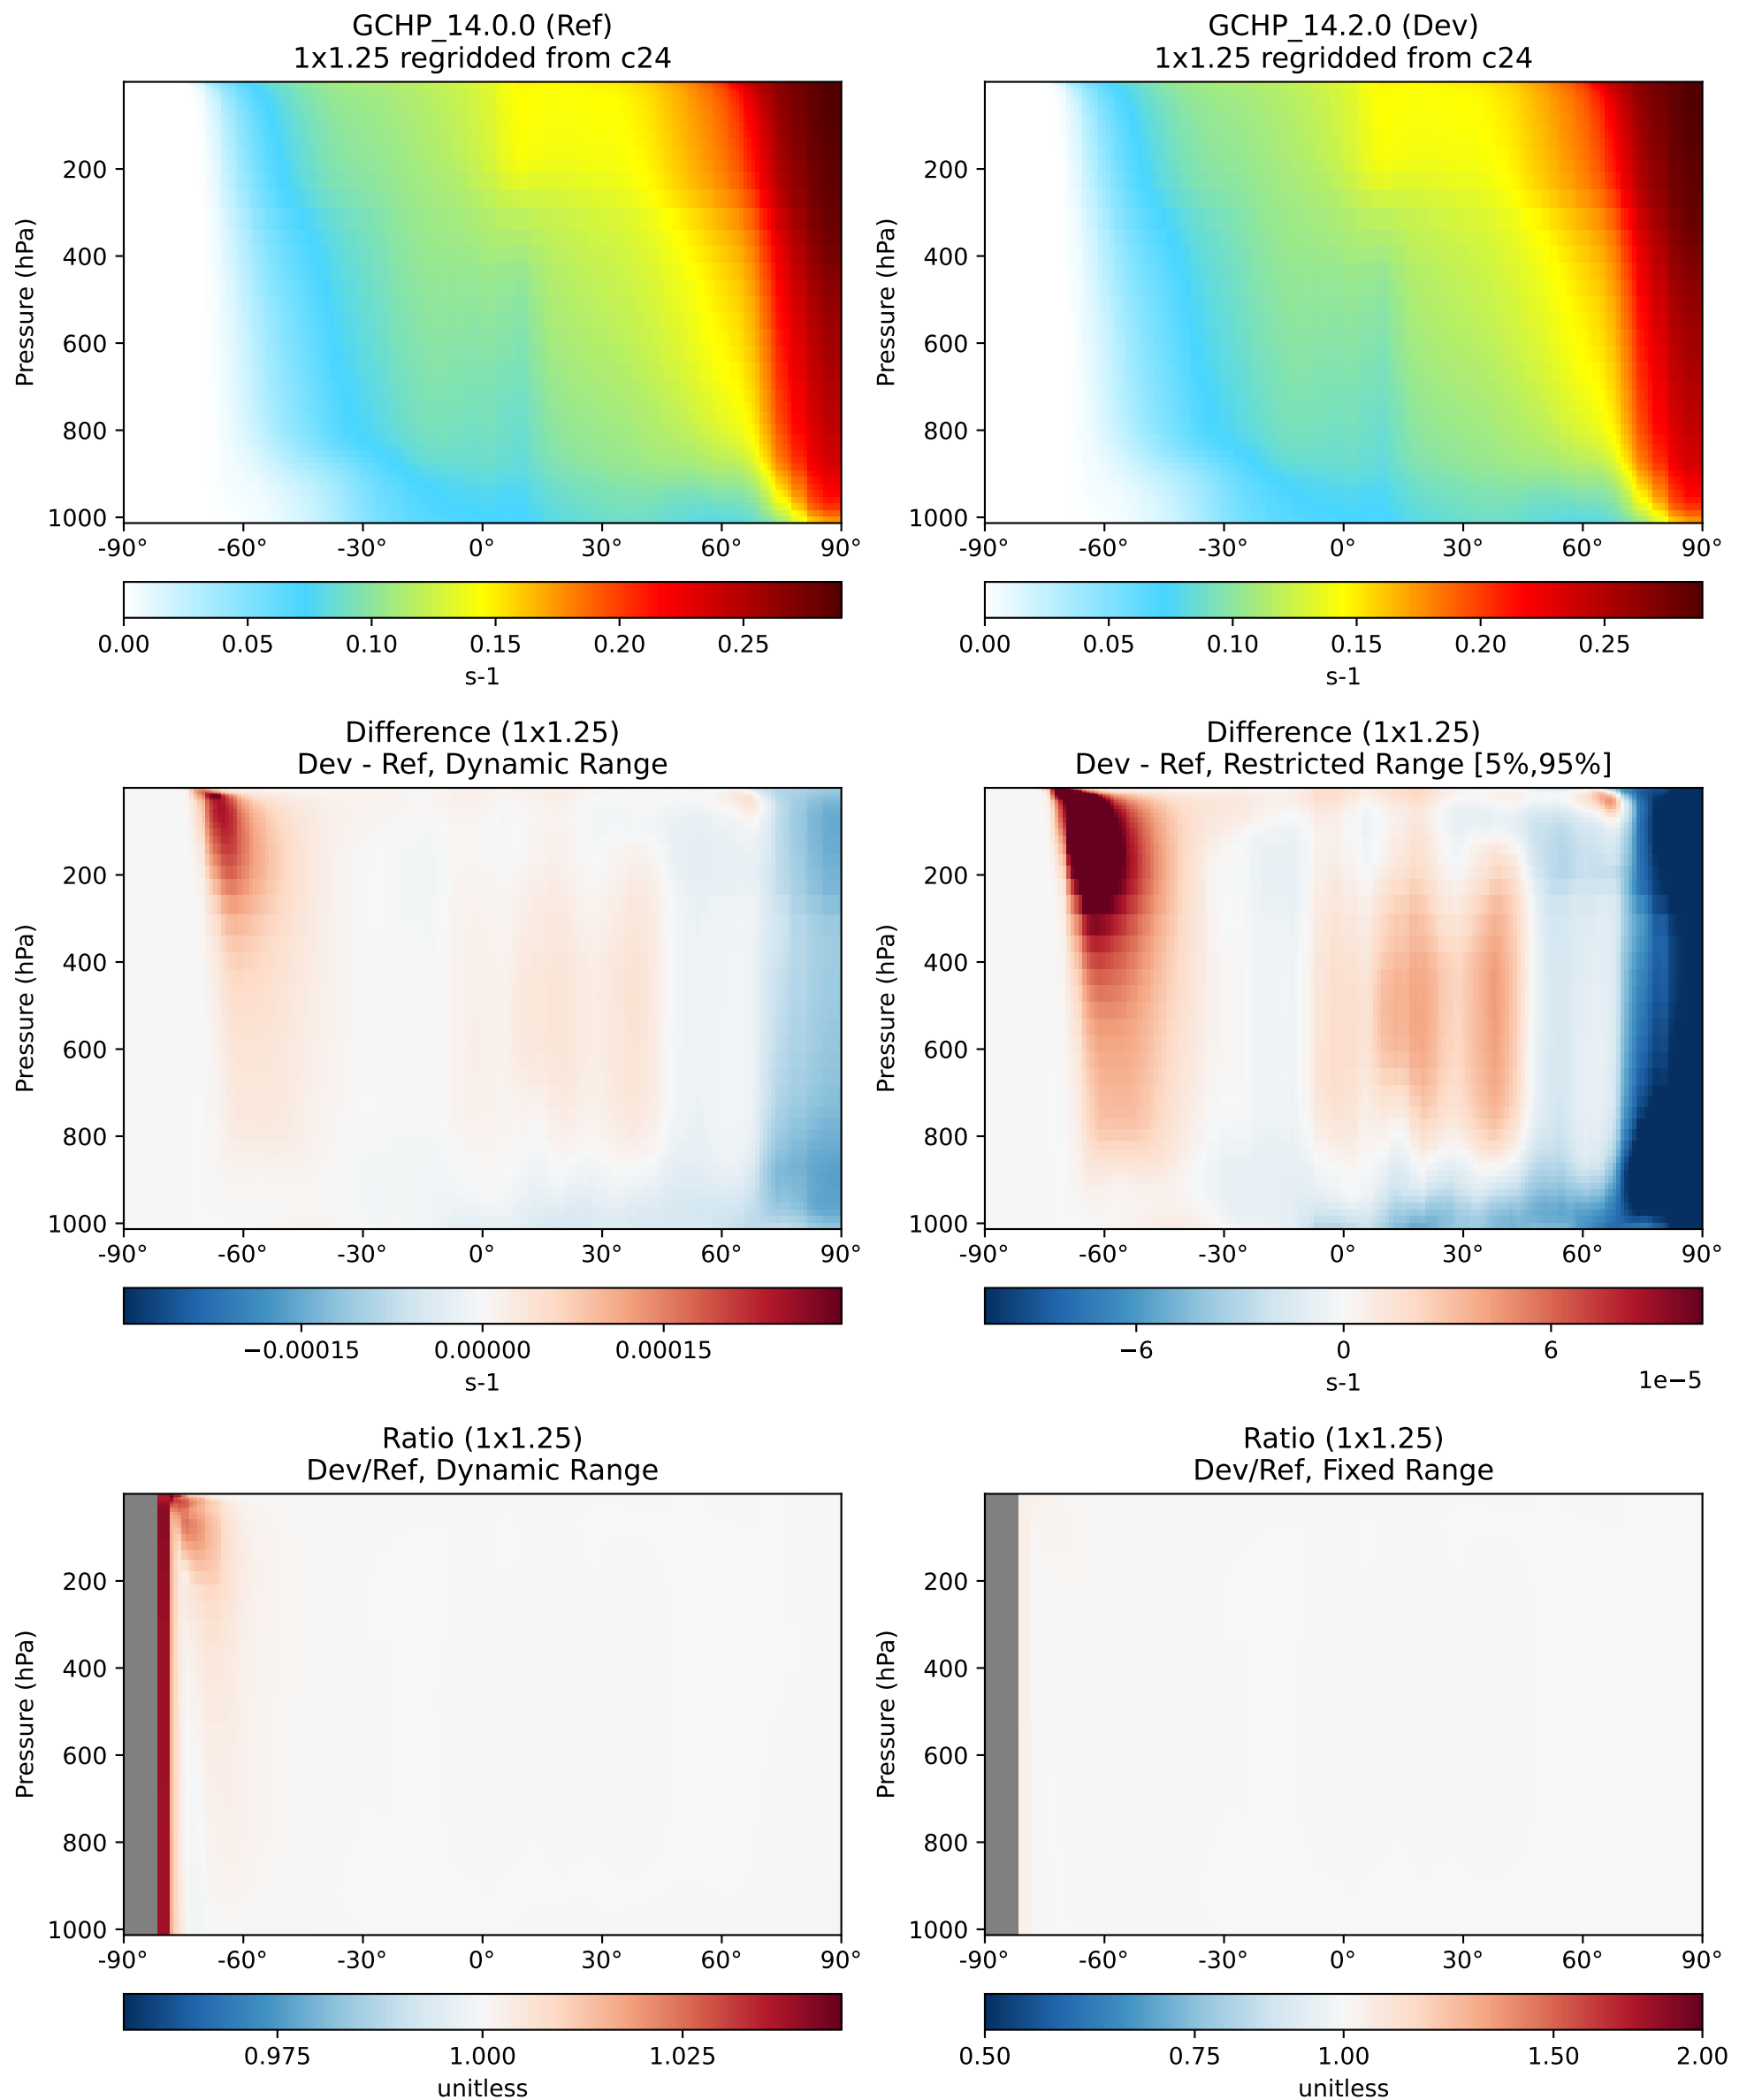 GCHP_14.0.0 (Ref)
1x1.25 regridded from c24
GCHP_14.2.0 (Dev)
1x1.25 regridded from c24
Pressure (hPa)
200
400
600
800
1000
-90° -60° -30° 0° 30° 60° 90°
0.00 0.05 0.10 0.15 0.20 0.25
s-1
Pressure (hPa)
200
400
600
800
1000
-90° -60° -30° 0° 30° 60° 90°
0.00 0.05 0.10 0.15 0.20 0.25
s-1
Difference (1x1.25)
Dev - Ref, Dynamic Range
Pressure (hPa)
200
400
600
800
1000
-90° -60° -30° 0° 30° 60° 90°
−0.00015 0.00000 0.00015
s-1
Difference (1x1.25)
Dev - Ref, Restricted Range [5%,95%]
Pressure (hPa)
200
400
600
800
1000
-90° -60° -30° 0° 30° 60° 90°
−6 0 6
s-1
1e−5
Ratio (1x1.25)
Dev/Ref, Dynamic Range
Pressure (hPa)
200
400
600
800
1000
-90° -60° -30° 0° 30° 60° 90°
0.975 1.000 1.025
unitless
Ratio (1x1.25)
Dev/Ref, Fixed Range
Pressure (hPa)
200
400
600
800
1000
-90° -60° -30° 0° 30° 60° 90°
0.50 0.75 1.00 1.50 2.00
unitless